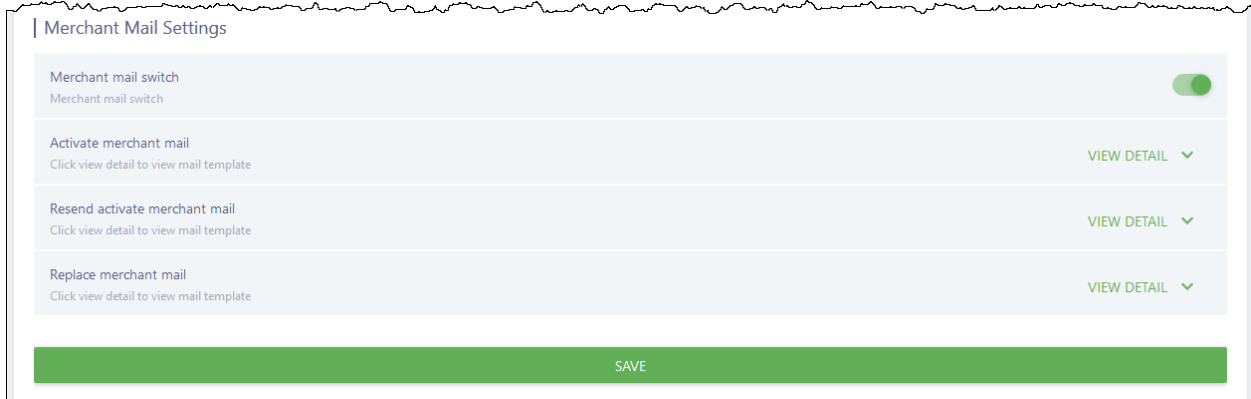 Merchant Mail Settings
Merchant mail switch
Merchant mail switch
Activate merchant mail
Click view detail to view mail template
VIEW DETAIL
Resend activate merchant mail
Click view detail to view mail template
VIEW DETAIL
Replace merchant mail
Click view detail to view mail template
VIEW DETAIL
SAVE